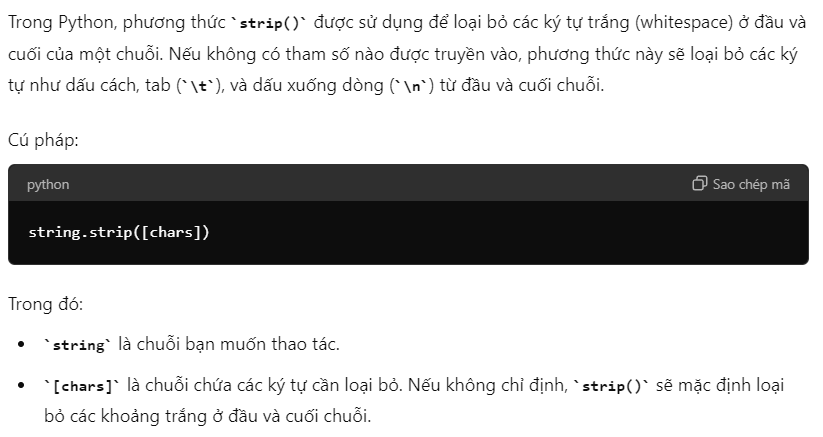 Trong Python, phương thức `strip()` được sử dụng để loại bỏ các ký tự trắng (whitespace) ở đầu và
cuối của một chuỗi. Nếu không có tham số nào được truyền vào, phương thức này sẽ loại bỏ các ký
tự như dấu cách, tab (`\t`), và dấu xuống dòng (`\n`) từ đầu và cuối chuỗi.
Cú pháp:
python
Sao chép mã
string.strip([chars])
Trong đó:
• `string` là chuỗi bạn muốn thao tác.
• `[chars]` là chuỗi chứa các ký tự cần loại bỏ. Nếu không chỉ định, `strip()` sẽ mặc định loại
bỏ các khoảng trắng ở đầu và cuối chuỗi.